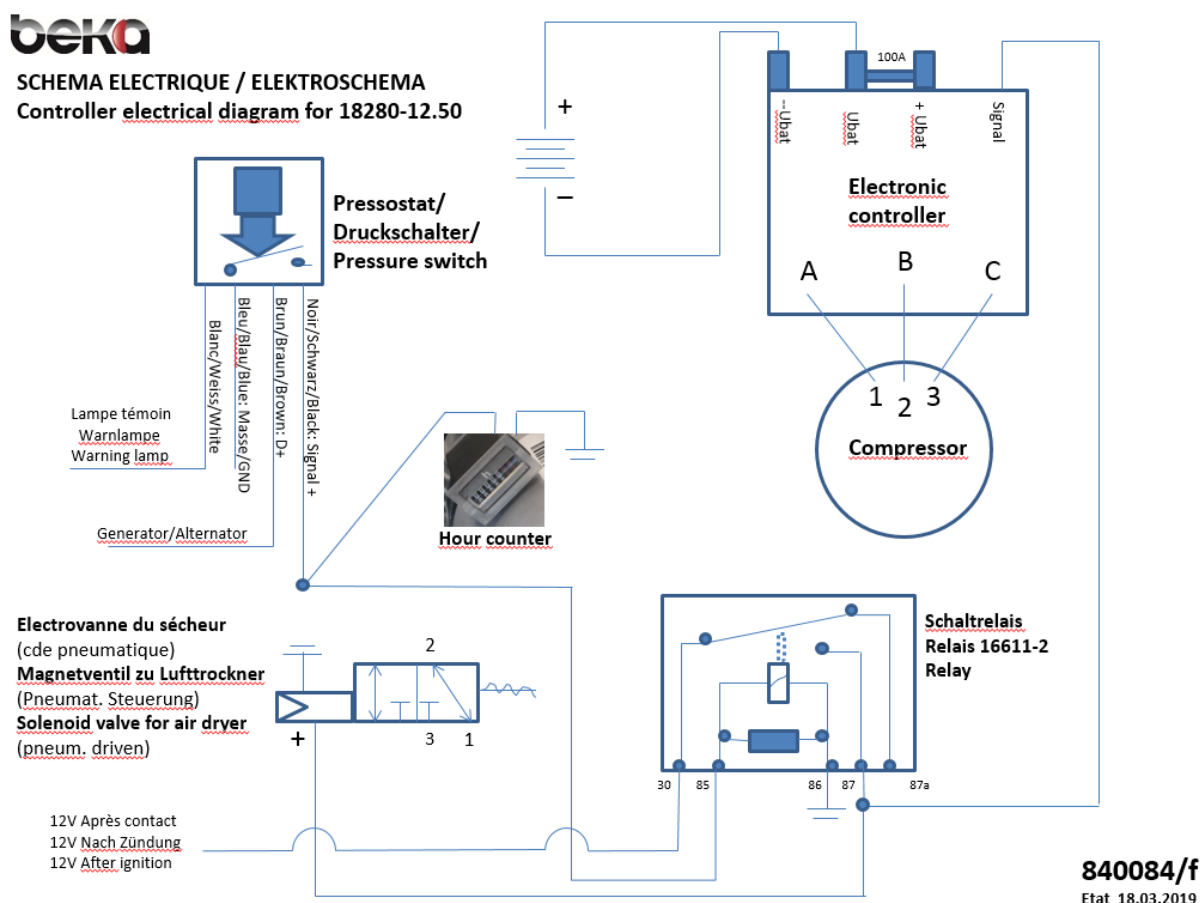 beka
SCHEMA ELECTRIQUE / ELEKTROSCHEMA
Controller electrical diagram for 18280-12.50
100A
--Ubat
Ubat
+ Ubat
Signal
+
–
Electronic
controller
A
B
C
1
2
3
Compressor
Pressostat/
Druckschalter/
Pressure switch
Blanc/Weiss/White
Bleu/Blau/Blue: Masse/GND
Brun/Braun/Brown: D+
Noir/Schwarz/Black: Signal +
Lampe témoin
Warnlampe
Warning lamp
Generator/Alternator
Hour counter
Electrovanne du sécheur
(cde pneumatique)
Magnetventil zu Lufttrockner
(Pneumat. Steuerung)
Solenoid valve for air dryer
(pneum. driven)
+
2
3
1
Schaltrelais
Relais 16611-2
Relay
30
85
86
87
87a
12V Après contact
12V Nach Zündung
12V After ignition
840084/f
Etat 18.03.2019